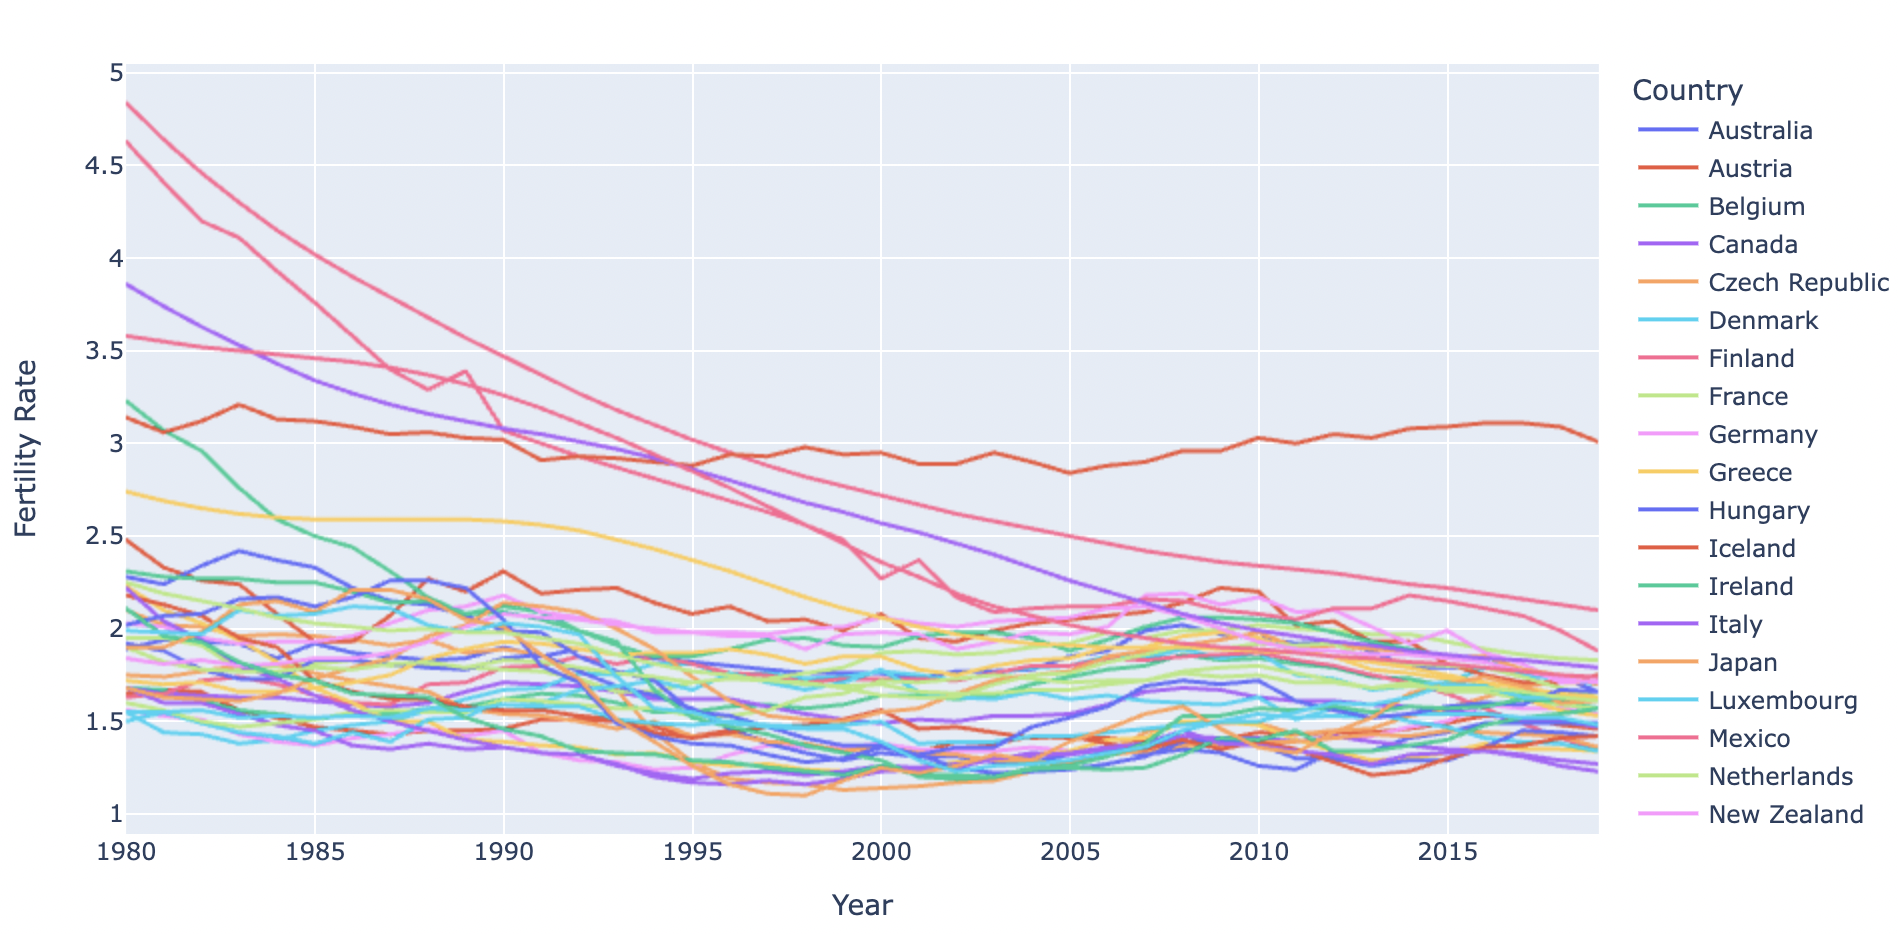 5
4.5
4
3.5
3
2.5
2
1.5
1
Fertility Rate
1980 1985 1990 1995 2000 2005 2010 2015
Year
Country
Australia
Austria
Belgium
Canada
Czech Republic
Denmark
Finland
France
Germany
Greece
Hungary
Iceland
Ireland
Italy
Japan
Luxembourg
Mexico
Netherlands
New Zealand